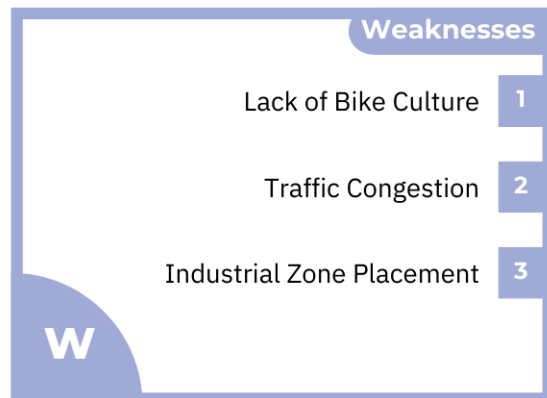 Weaknesses
Lack of Bike Culture 1
Traffic Congestion 2
Industrial Zone Placement 3
W